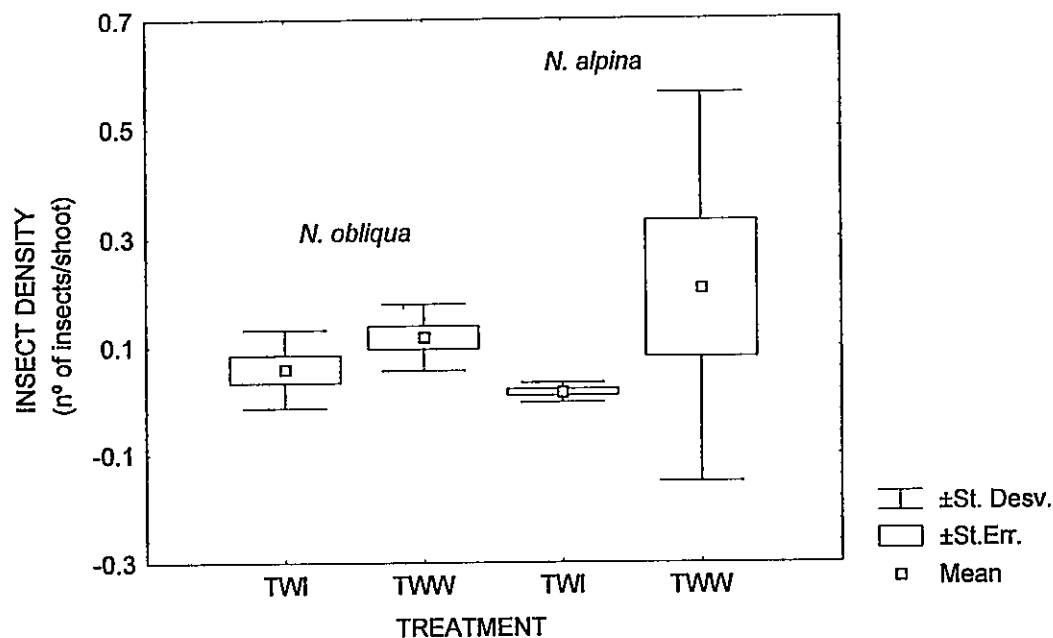 0.7
0.5
0.3
0.1
-0.1
-0.3
INSECT DENSITY
(nº of insects/shoot)
N. obliqua
N. alpina
TWI
TWW
TWI
TWW
TREATMENT
±St. Desv.
±St.Err.
Mean